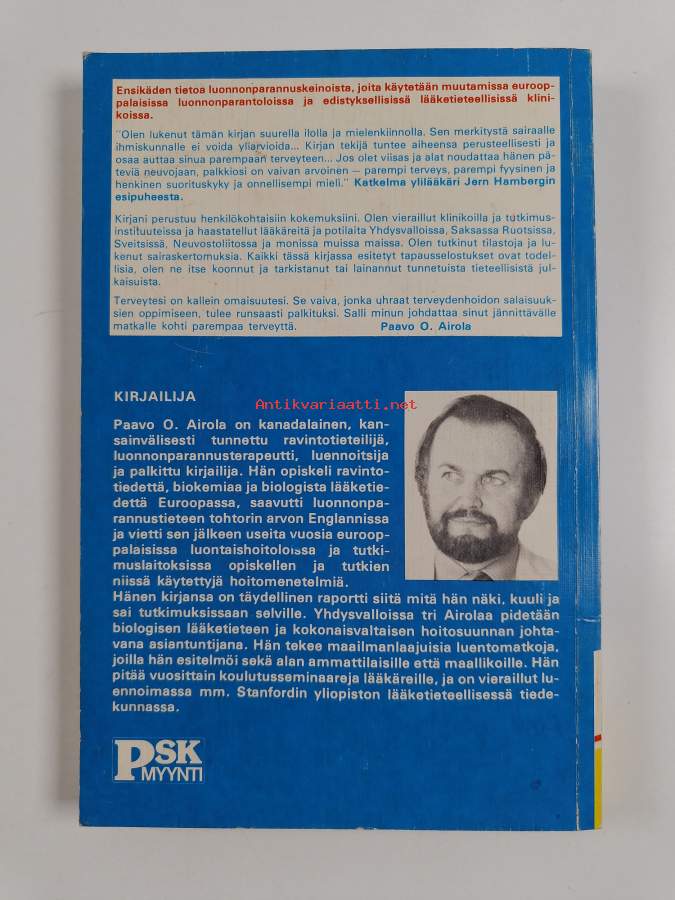 Ensikäden tietoa luonnonparannuskeinoista, joita käytetään muutamissa euroop-
palaisissa luonnonparantoloissa ja edistyksellisissä lääketieteellisissä klini-
koissa.
"Olen lukenut tämän kirjan suurella ilolla ja mielenkiinnolla. Sen merkitystä sairaalle
ihmiskunnalle ei voida yliarvioida... Kirjan tekijä tuntee aiheensa perusteellisesti ja
osaa auttaa sinua parempaan terveyteen... Jos olet viisas ja alat noudattaa hänen pä-
teviä neuvojaan, palkkiosi on vaivan arvoinen – parempi terveys, parempi fyysinen ja
henkinen suorituskyky ja onnellisempi mieli." Katkelma ylilääkäri Jern Hambergin
esipuheesta.
Kirjani perustuu henkilökohtaisiin kokemuksiini. Olen vieraillut klinikoilla ja tutkimus-
instituuteissa ja haastatellut lääkäreitä ja potilaita Yhdysvalloissa, Saksassa Ruotsissa,
Sveitsissä, Neuvostoliitossa ja monissa muissa maissa. Olen tutkinut tilastoja ja lu-
kenut sairaskertomuksia. Kaikki tässä kirjassa esitetyt tapausselostukset ovat todel-
lisia, olen ne itse koonnut ja tarkistanut tai lainannut tunnetuista tieteellisistä jul-
kaisuista.
Terveytesi on kallein omaisuutesi. Se vaiva, jonka uhraat terveydenhoidon salaisuuk-
sien oppimiseen, tulee runsaasti palkituksi. Salli minun johdattaa sinut jännittävälle
matkalle kohti parempaa terveyttä. Paavo O. Airola
KIRJAILIJA
Antikvariaatti.net
Paavo O. Airola on kanadalainen, kan-
sainvälisesti tunnettu ravintotieteilijä,
luonnonparannusterapeutti, luennoitsija
ja palkittu kirjailija. Hän opiskeli ravinto-
tiedettä, biokemiaa ja biologista lääketie-
dettä Euroopassa, saavutti luonnonpa-
rannustieteen tohtorin arvon Englannissa
ja vietti sen jälkeen useita vuosia euroop-
palaisissa luontaishoitoloissa ja tutki-
muslaitoksissa opiskellen ja tutkien
niissä käytettyjä hoitomenetelmiä.
Hänen kirjansa on täydellinen raportti siitä mitä hän näki, kuuli ja
sai tutkimuksissaan selville. Yhdysvalloissa tri Airolaa pidetään
biologisen lääketieteen ja kokonaisvaltaisen hoitosuunnan johta-
vana asiantuntijana. Hän tekee maailmanlaajuisia luentomatkoja,
joilla hän esitelmöi sekä alan ammattilaisille että maallikoille. Hän
pitää vuosittain koulutusseminaareja lääkäreille, ja on vieraillut lu-
ennoimassa mm. Stanfordin yliopiston lääketieteellisessä tiede-
kunnassa.
PSK
MYYNTI